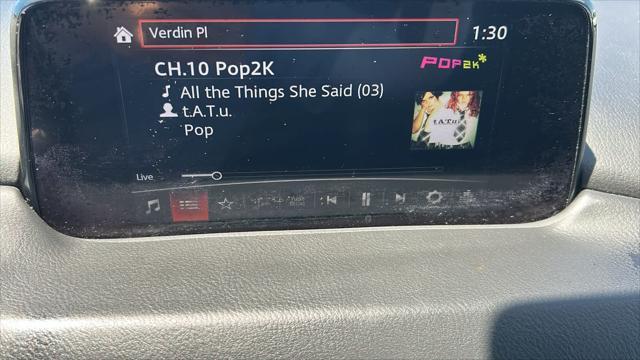 Verdin Pl
1:30
CH.10 Pop2K
POP2K*
All the Things She Said (03)
t.A.T.u.
t.A.T.u.
Pop
Live